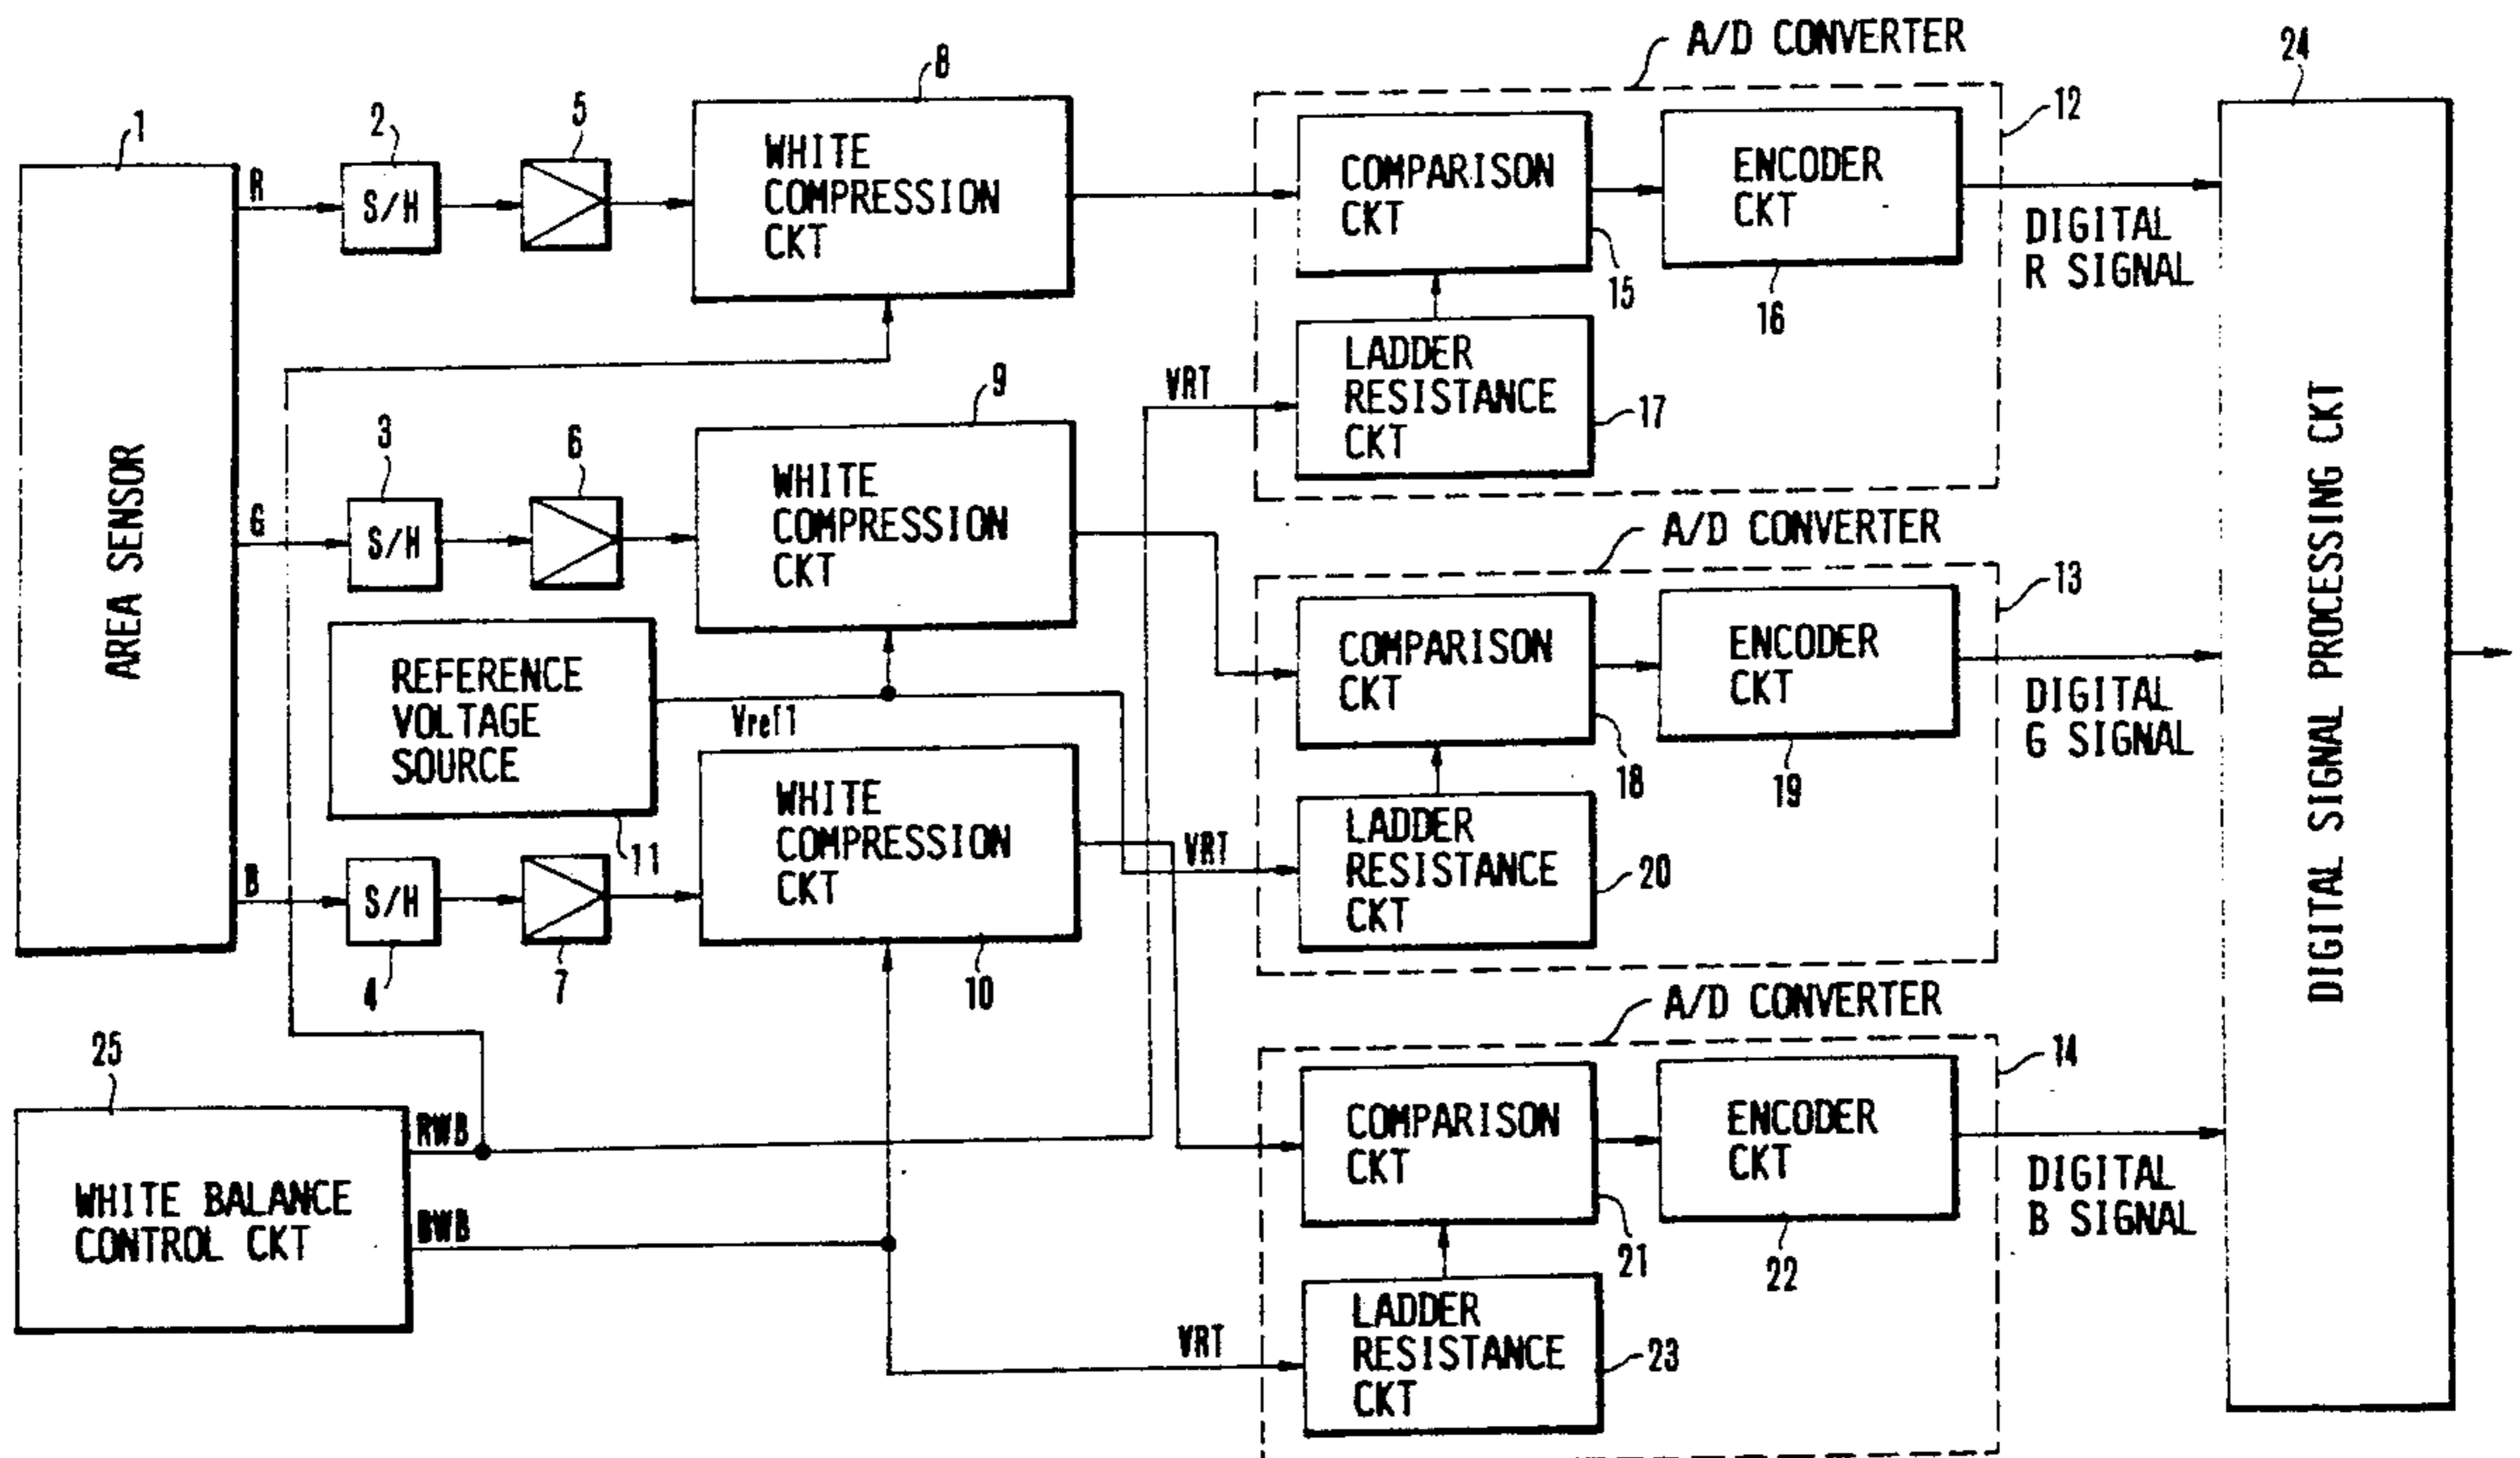 A/D CONVERTER
24
8
12
1
2
5
R
S/H
WHITE
COMPRESSION
CKT
COMPARISON
CKT
ENCODER
CKT
DIGITAL
R SIGNAL
15
16
LADDER
RESISTANCE
CKT
VRT
17
9
3
6
AREA SENSOR
G
S/H
WHITE
COMPRESSION
CKT
A/D CONVERTER
13
DIGITAL SIGNAL PROCESSING CKT
REFERENCE
VOLTAGE
SOURCE
Vref1
COMPARISON
CKT
ENCODER
CKT
DIGITAL
G SIGNAL
18
19
11
WHITE
COMPRESSION
CKT
VRT
LADDER
RESISTANCE
CKT
20
B
S/H
4
7
10
A/D CONVERTER
14
25
RWB
WHITE BALANCE
CONTROL CKT
BWB
COMPARISON
CKT
ENCODER
CKT
DIGITAL
B SIGNAL
21
22
VRT
LADDER
RESISTANCE
CKT
23